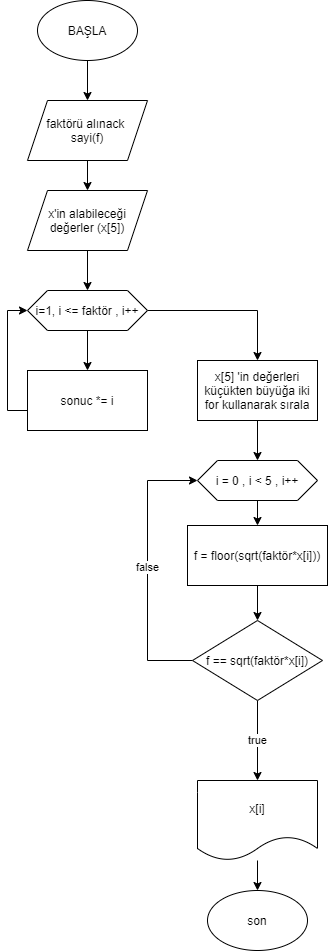 BAŞLA
faktörü alınack
sayi(f)
x'in alabileceği
değerler (x[5])
i=1, i <= faktör , i++
sonuc *= i
x[5] 'in değerleri
küçükten büyüğa iki
for kullanarak sırala
i = 0 , i < 5 , i++
f = floor(sqrt(faktör*x[i]))
false
f == sqrt(faktör*x[i])
true
x[i]
son